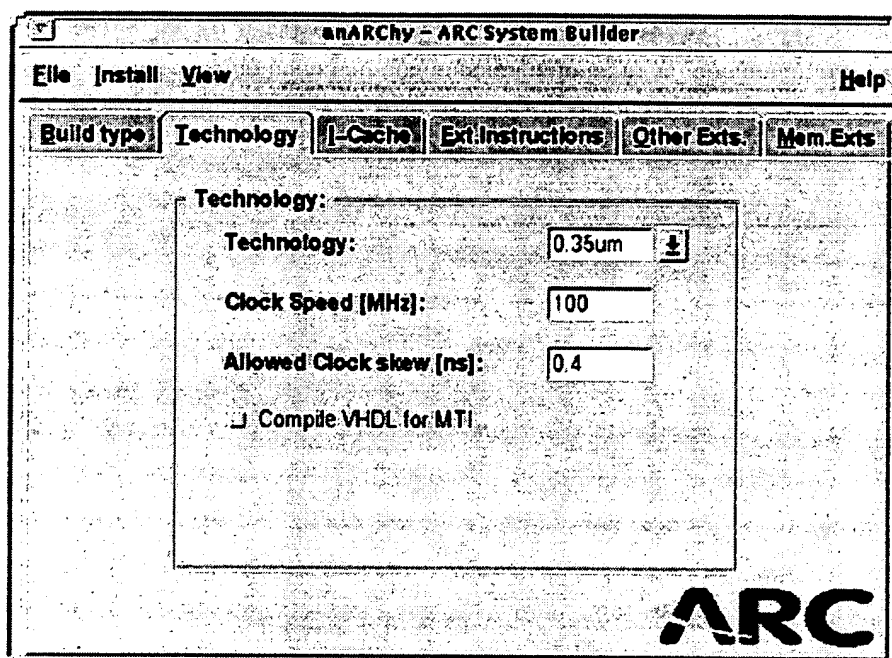 anARChy - ARC System Builder
File Install View Help
Build type Technology I-Cache Ext.Instructions Other Exts. Mem.Exts
Technology:
Technology: 0.35um
Clock Speed [MHz]: 100
Allowed Clock skew [ns]: 0.4
Compile VHDL for MTI
ARC